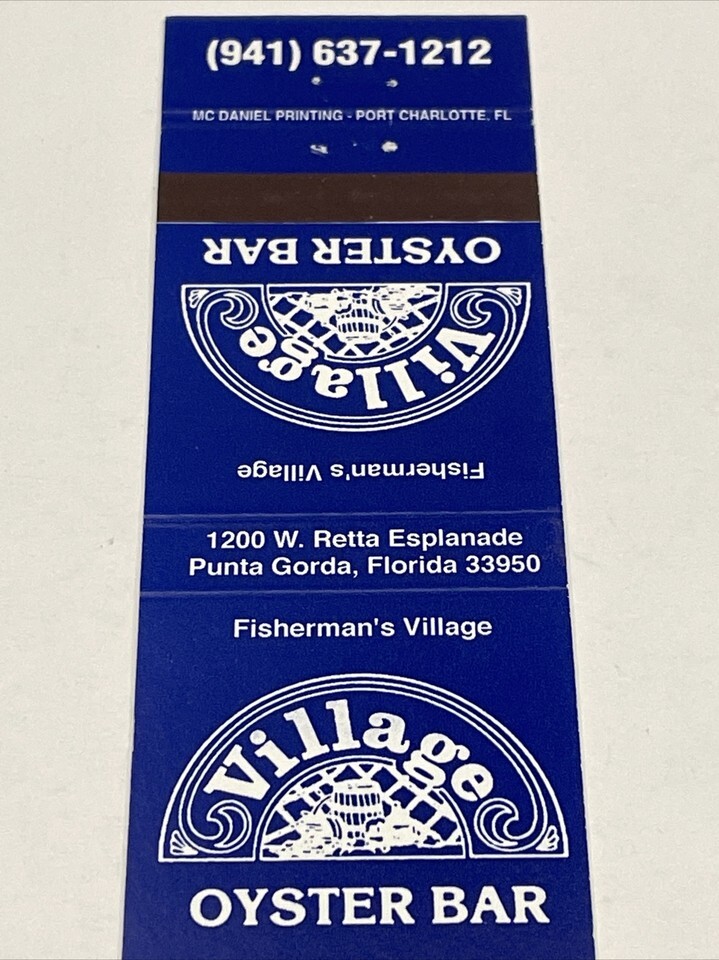 (941) 637-1212
MC DANIEL PRINTING - PORT CHARLOTTE, FL
OYSTER BAR
Village
Fisherman's Village
1200 W. Retta Esplanade
Punta Gorda, Florida 33950
Fisherman's Village
Village
OYSTER BAR